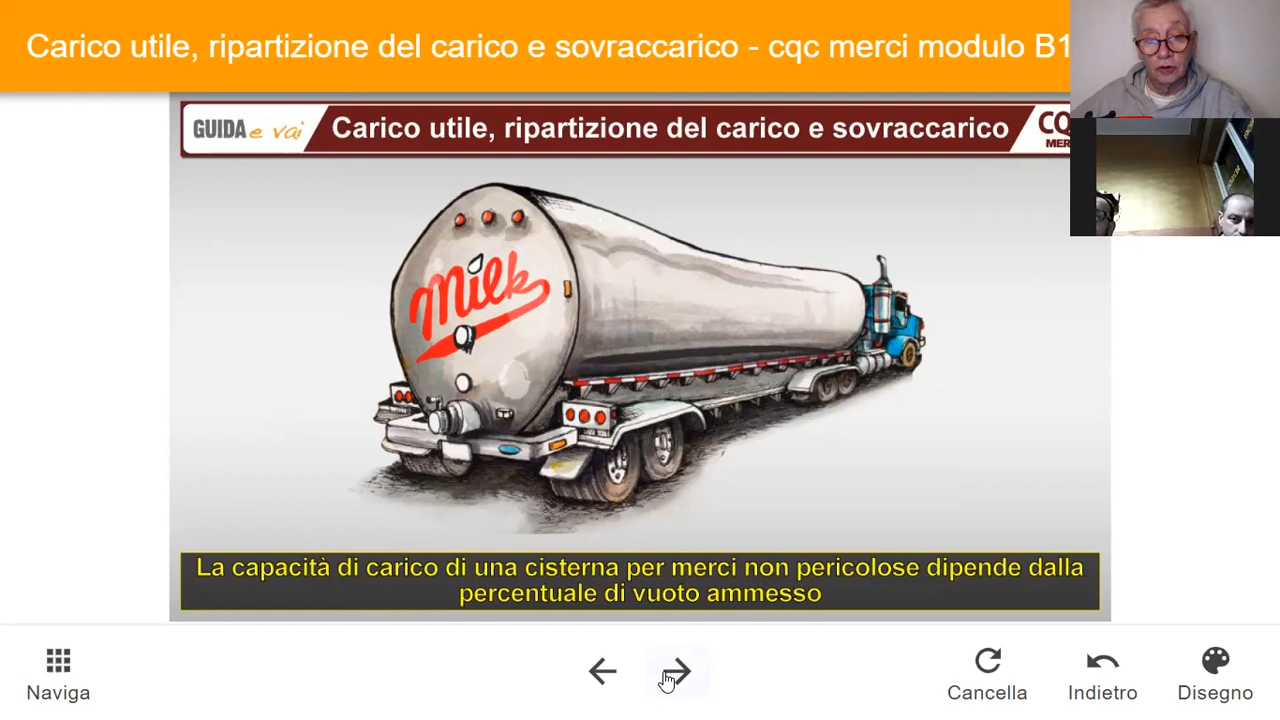 Carico utile, ripartizione del carico e sovraccarico - cqc merci modulo B1
GUIDA e vai
Carico utile, ripartizione del carico e sovraccarico
CQ
MER
milk
La capacità di carico di una cisterna per merci non pericolose dipende dalla
percentuale di vuoto ammesso
Naviga
Cancella
Indietro
Disegno